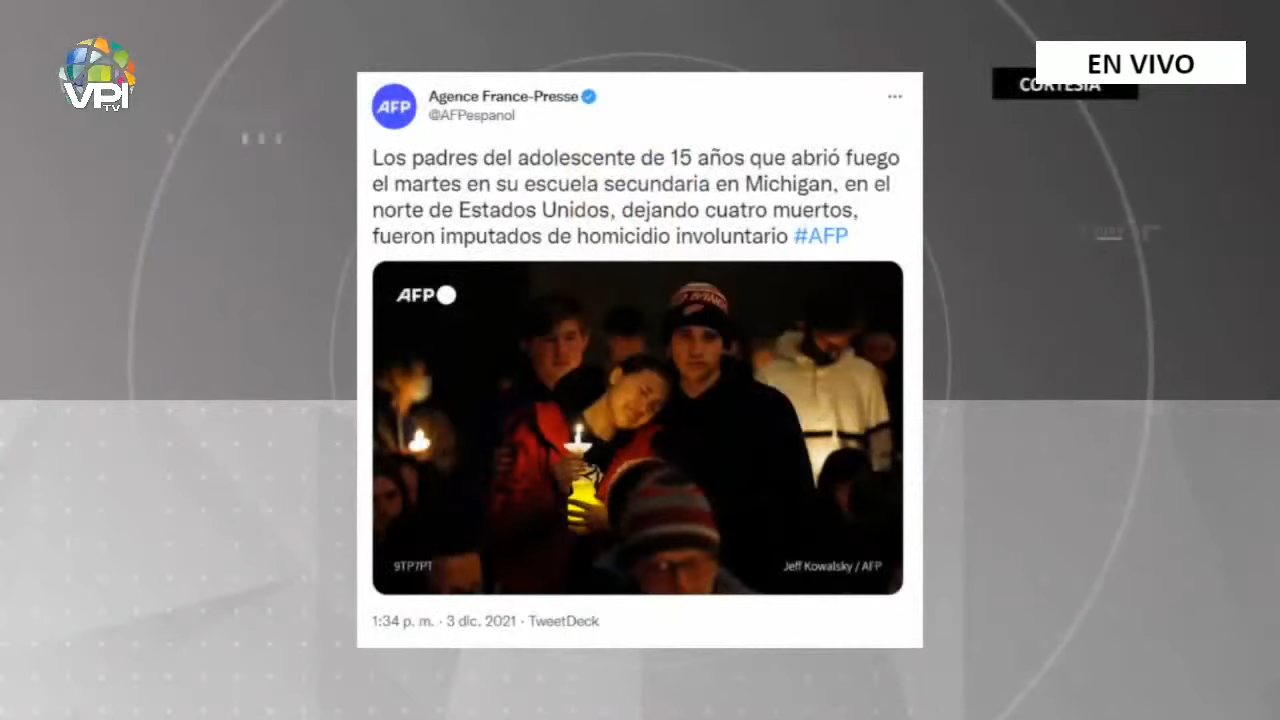 VPI
TV
EN VIVO
CORTESÍA
AFP
Agence France-Presse
@AFPespanol
Los padres del adolescente de 15 años que abrió fuego
el martes en su escuela secundaria en Michigan, en el
norte de Estados Unidos, dejando cuatro muertos,
fueron imputados de homicidio involuntario #AFP
AFP
9TP7PT
Jeff Kowalsky / AFP
1:34 p. m. · 3 dic. 2021 · TweetDeck